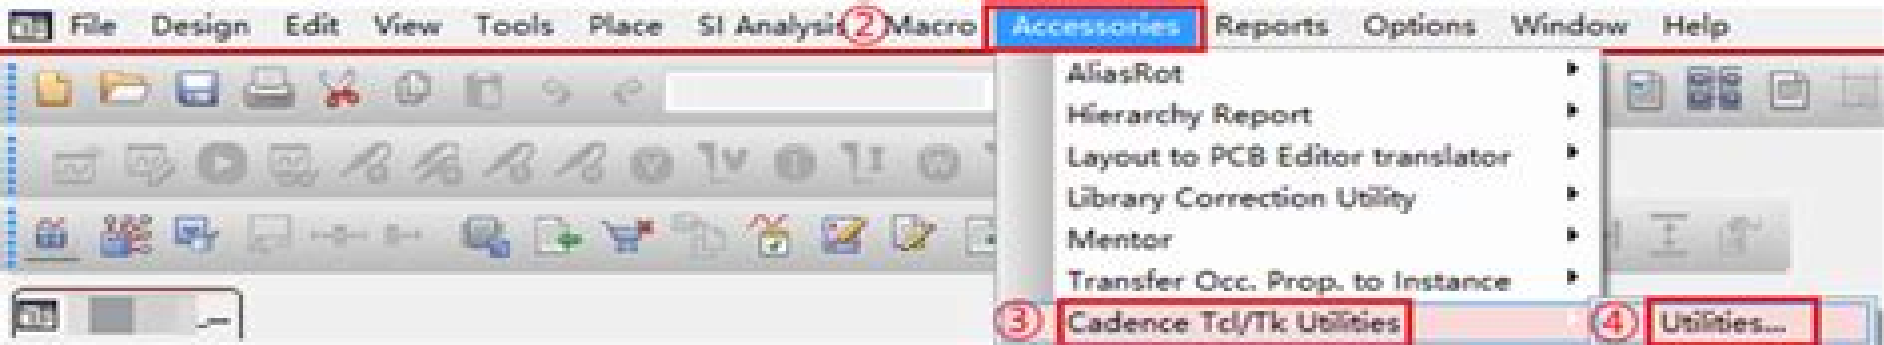 File Design Edit View Tools Place SI Analysis ② Macro Accessories Reports Options Window Help
AliasRot
Hierarchy Report
Layout to PCB Editor translator
Library Correction Utility
Mentor
Transfer Occ. Prop. to Instance
③ Cadence Tcl/Tk Utilities ④ Utilities...